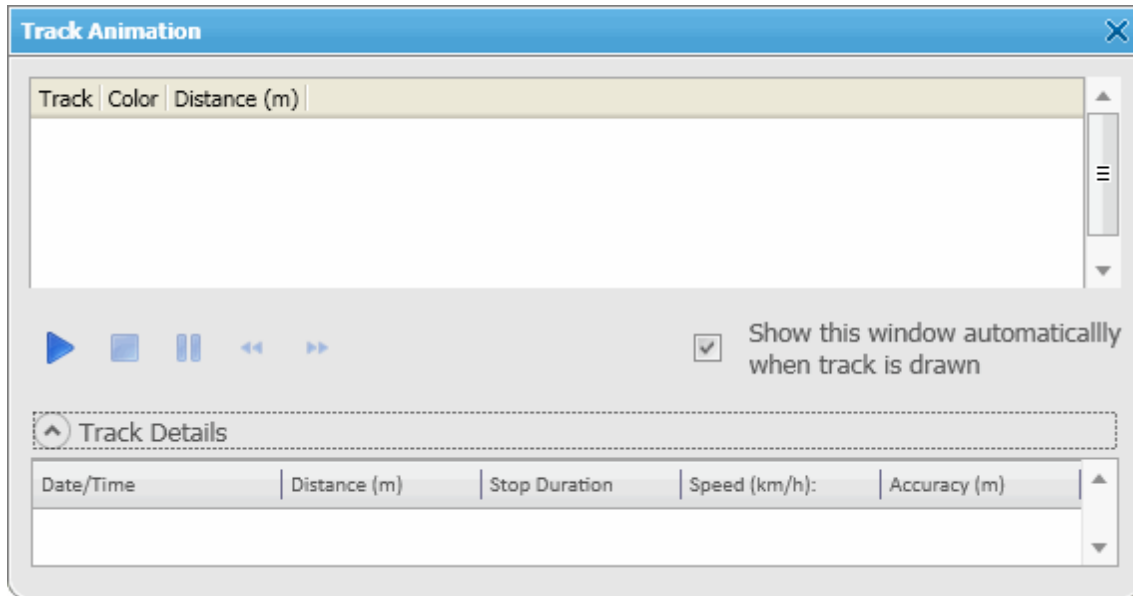 Track Animation
Track Color Distance (m)
Show this window automaticallly
when track is drawn
Track Details
Date/Time Distance (m) Stop Duration Speed (km/h): Accuracy (m)